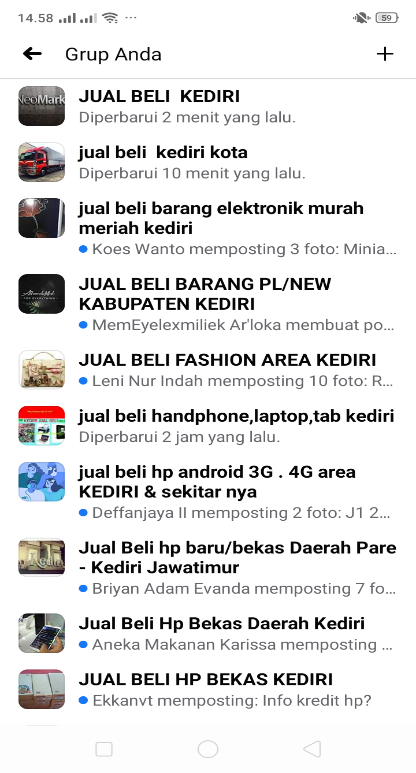 14.58
59
Grup Anda
NeoMark
JUAL BELI KEDIRI
Diperbarui 2 menit yang lalu.
jual beli kediri kota
Diperbarui 10 menit yang lalu.
jual beli barang elektronik murah
meriah kediri
Koes Wanto memposting 3 foto: Minia...
JUAL BELI BARANG PL/NEW
KABUPATEN KEDIRI
MemEyelexmiliek Ar'loka membuat po...
JUAL BELI FASHION AREA KEDIRI
Leni Nur Indah memposting 10 foto: R...
jual beli handphone,laptop,tab kediri
Diperbarui 2 jam yang lalu.
jual beli hp android 3G . 4G area
KEDIRI & sekitar nya
Deffanjaya II memposting 2 foto: J1 2...
Jual Beli hp baru/bekas Daerah Pare
- Kediri Jawatimur
Briyan Adam Evanda memposting 7 fo...
Jual Beli Hp Bekas Daerah Kediri
Aneka Makanan Karissa memposting ...
JUAL BELI HP BEKAS KEDIRI
Ekkanvt memposting: Info kredit hp?